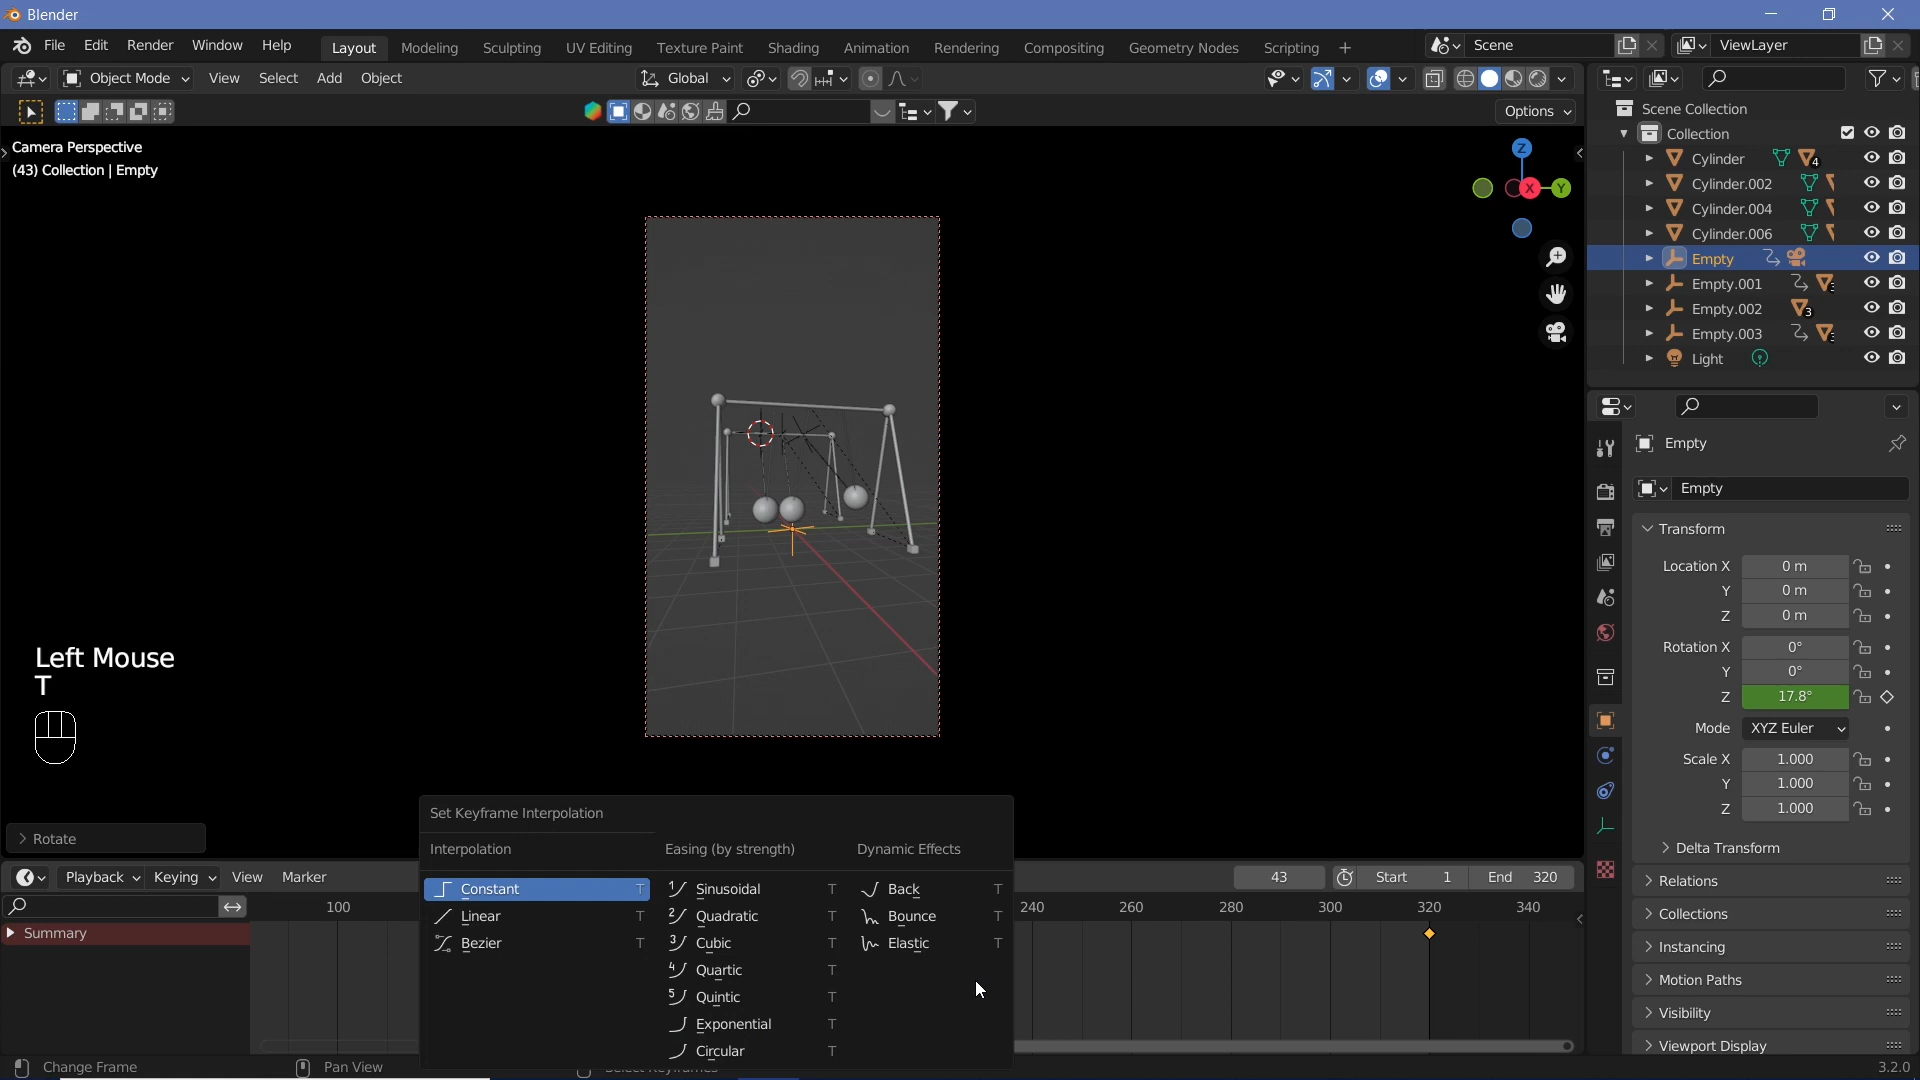 Blender
File Edit Render Window Help Layout Modeling Sculpting UV Editing Texture Paint Shading Animation Rendering Compositing Geometry Nodes Scripting + Scene ViewLayer
Object Mode View Select Add Object Global
Options
Camera Perspective
(43) Collection | Empty
Z
X
Y
Scene Collection
Collection
Cylinder 4
Cylinder.002
Cylinder.004
Cylinder.006
Empty
Empty.001
Empty.002 3
Empty.003
Light
Empty
Empty
Transform
Location X 0 m
Y 0 m
Z 0 m
Rotation X 0°
Y 0°
Z 17.8°
Mode XYZ Euler
Scale X 1.000
Y 1.000
Z 1.000
Delta Transform
Relations
Collections
Instancing
Motion Paths
Visibility
Viewport Display
Left Mouse
T
Rotate
Set Keyframe Interpolation
Interpolation Easing (by strength) Dynamic Effects
Constant T Sinusoidal T Back T
Linear T Quadratic T Bounce T
Bezier T Cubic T Elastic T
Quartic T
Quintic T
Exponential T
Circular T
Playback Keying View Marker 43 Start 1 End 320
100 240 260 280 300 320 340
Summary
Change Frame Pan View 3.2.0